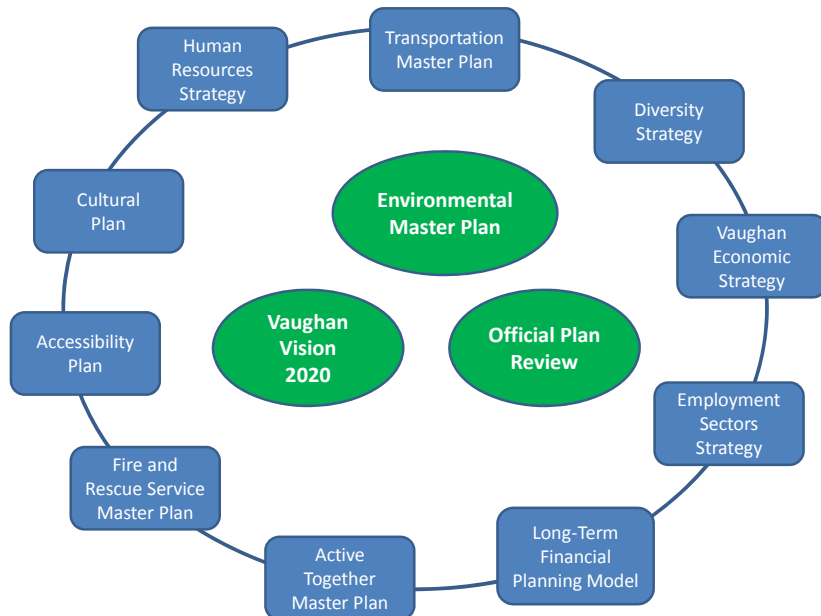 Transportation
Master Plan
Human
Resources
Strategy
Diversity
Strategy
Cultural
Plan
Environmental
Master Plan
Vaughan
Economic
Strategy
Accessibility
Plan
Vaughan
Vision
2020
Official Plan
Review
Employment
Sectors
Strategy
Fire and
Rescue Service
Master Plan
Long-Term
Financial
Planning Model
Active
Together
Master Plan